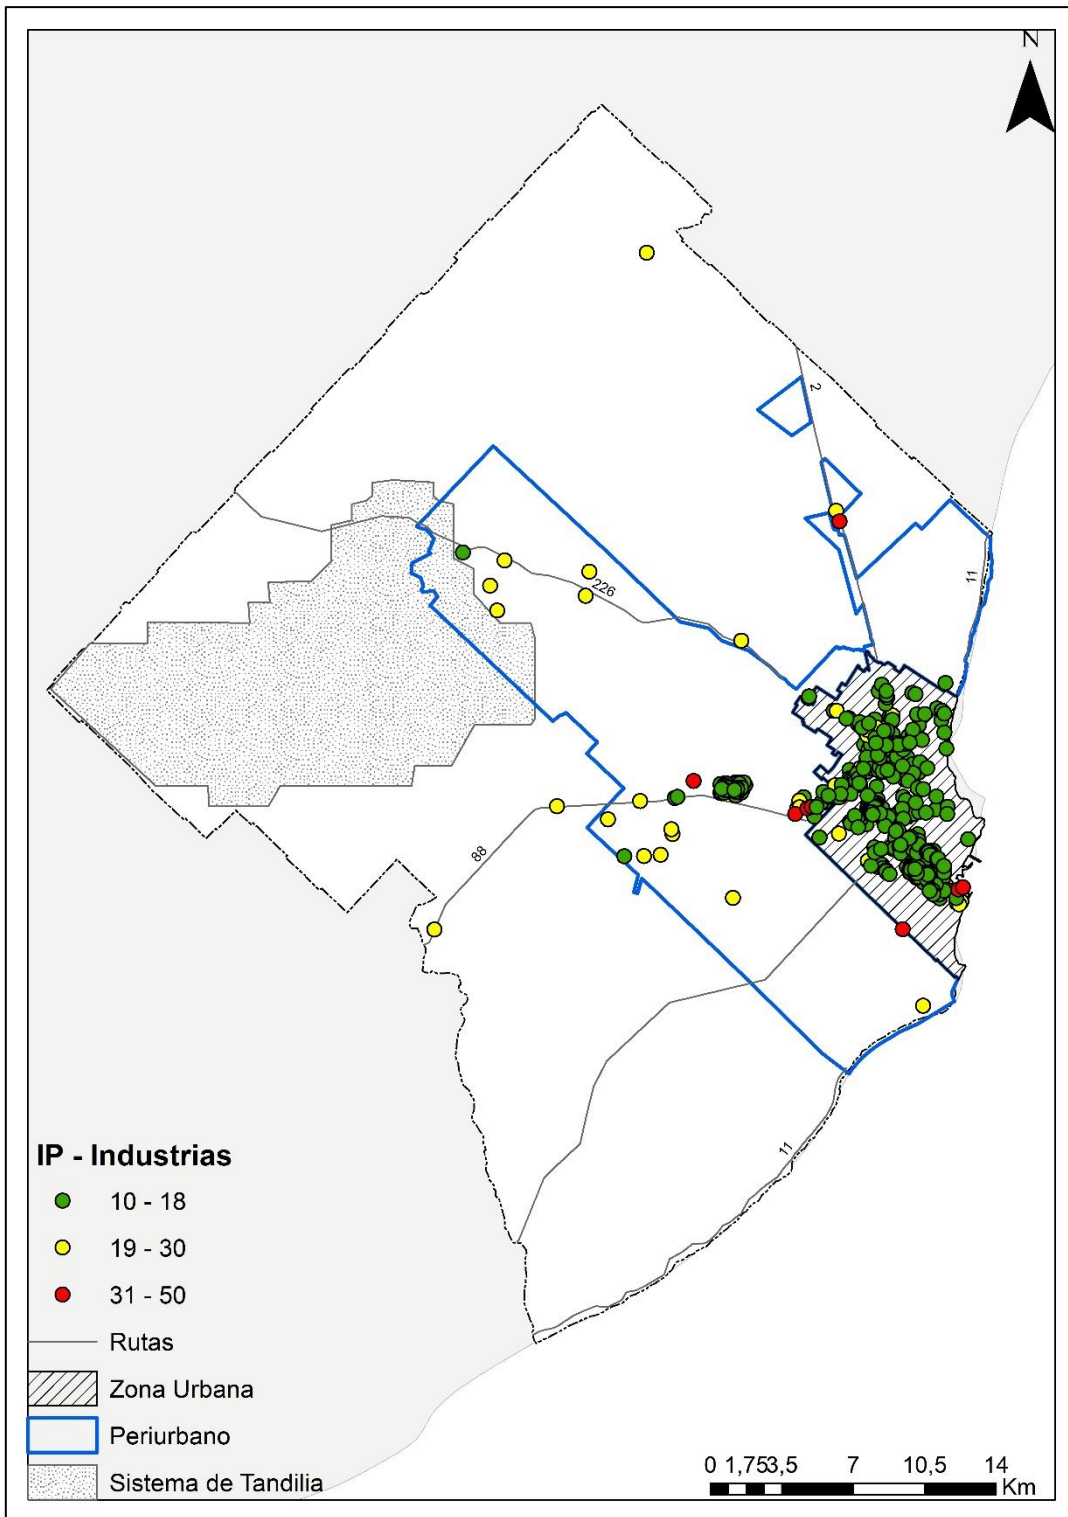 N
2
11
226
88
11
IP - Industrias
10 - 18
19 - 30
31 - 50
Rutas
Zona Urbana
Periurbano
Sistema de Tandilia
0 1,753,5 7 10,5 14
Km